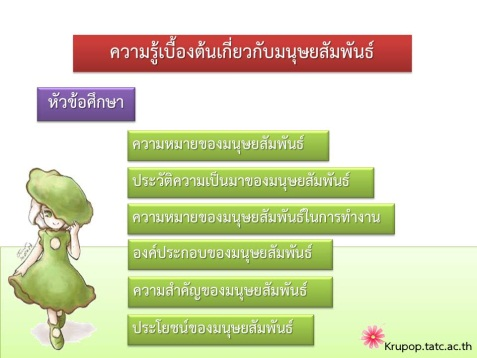 ความรู้เบื้องต้นเกี่ยวกับมนุษยสัมพันธ์
หัวข้อศึกษา
ความหมายของมนุษยสัมพันธ์
ประวัติความเป็นมาของมนุษยสัมพันธ์
ความหมายของมนุษยสัมพันธ์ในการทำงาน
องค์ประกอบของมนุษยสัมพันธ์
ความสำคัญของมนุษยสัมพันธ์
ประโยชน์ของมนุษยสัมพันธ์
Krupop.tatc.ac.th